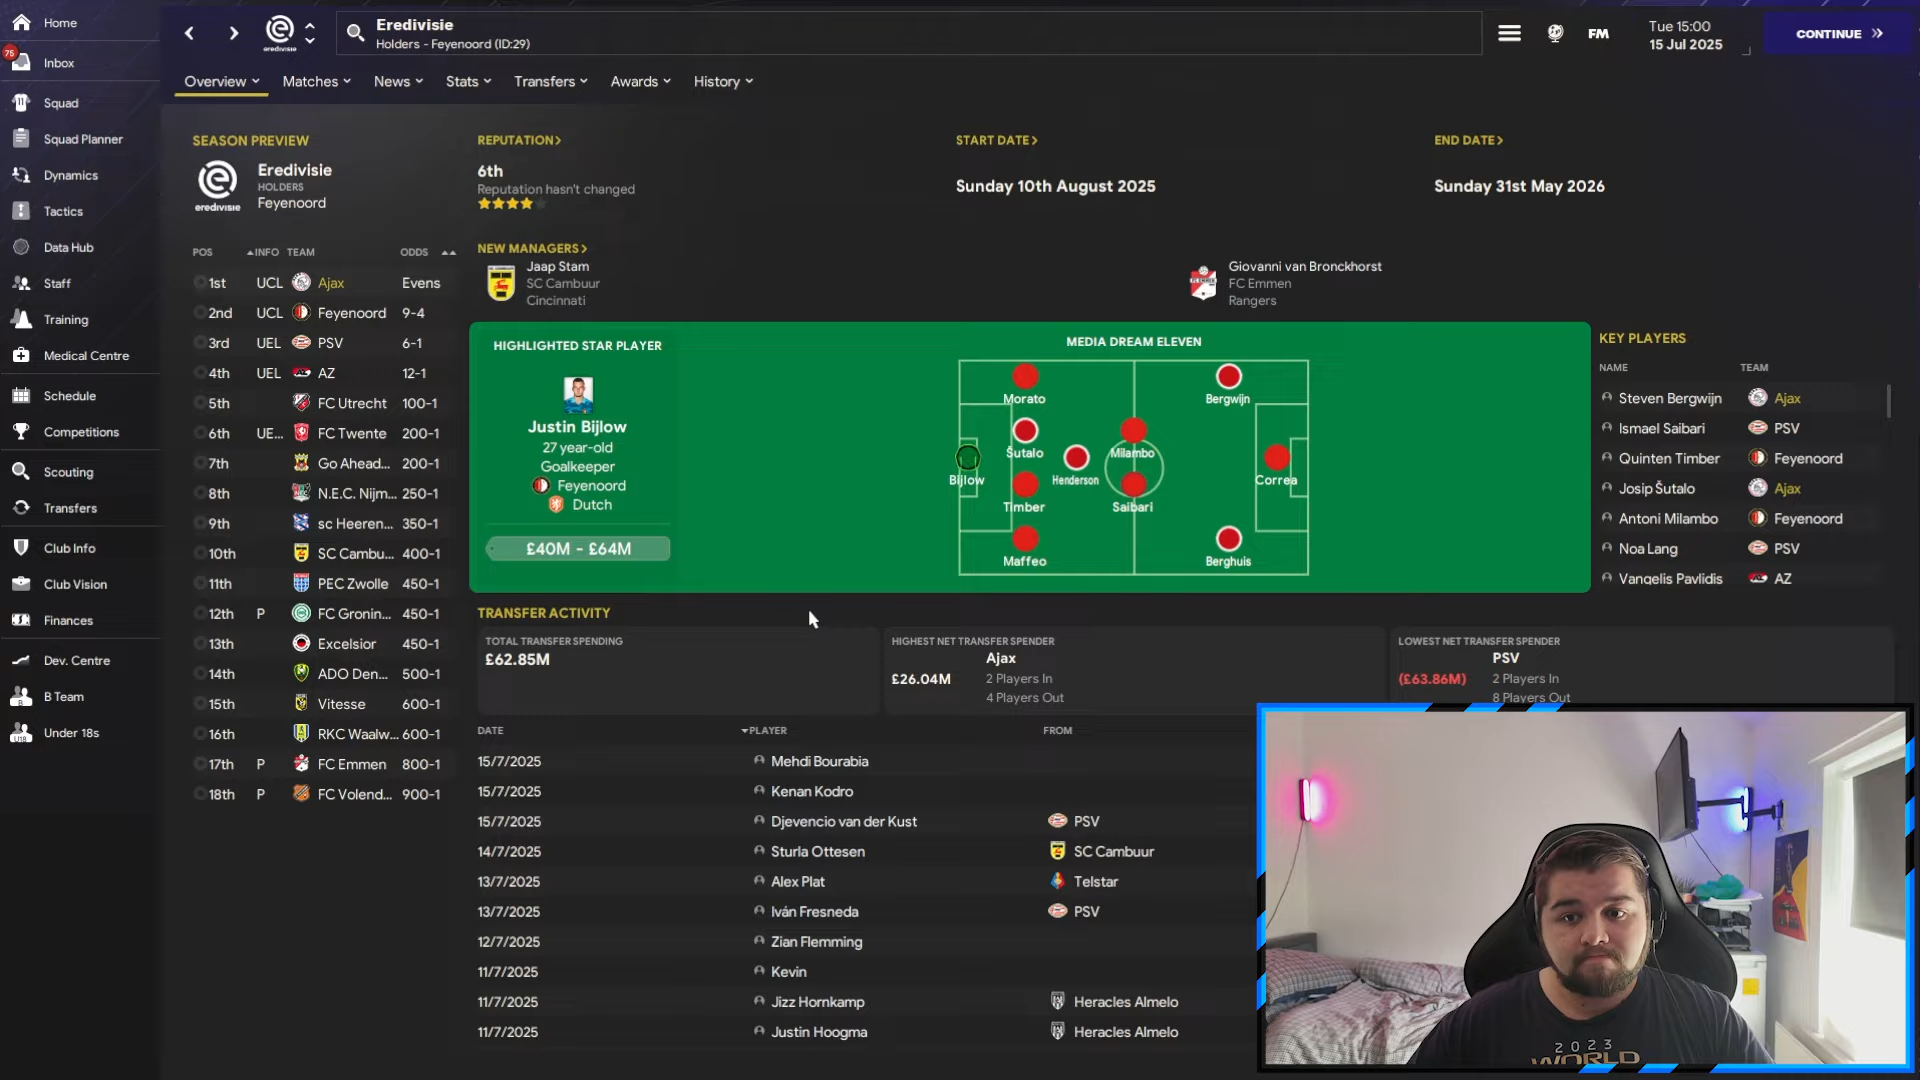 Home
75
Inbox
Squad
Squad Planner
Dynamics
Tactics
Data Hub
Staff
Training
Medical Centre
Schedule
Competitions
Scouting
Transfers
Club Info
Club Vision
Finances
Dev. Centre
B Team
Under 18s
eredivisie
Eredivisie
Holders - Feyenoord (ID:29)
FM
Tue 15:00
15 Jul 2025
CONTINUE
Overview
Matches
News
Stats
Transfers
Awards
History
SEASON PREVIEW
eredivisie
Eredivisie
HOLDERS
Feyenoord
REPUTATION>
6th
Reputation hasn't changed
START DATE>
Sunday 10th August 2025
END DATE>
Sunday 31st May 2026
POS INFO TEAM ODDS
1st UCL Ajax Evens
2nd UCL Feyenoord 9-4
3rd UEL PSV 6-1
4th UEL AZ 12-1
5th FC Utrecht 100-1
6th UE... FC Twente 200-1
7th Go Ahead... 200-1
8th N.E.C. Nijm... 250-1
9th sc Heeren... 350-1
10th SC Cambu... 400-1
11th PEC Zwolle 450-1
12th P FC Gronin... 450-1
13th Excelsior 450-1
14th ADO Den... 500-1
15th Vitesse 600-1
16th RKC Waalw... 600-1
17th P FC Emmen 800-1
18th P FC Volend... 900-1
NEW MANAGERS>
Jaap Stam
SC Cambuur
Cincinnati
Giovanni van Bronckhorst
FC Emmen
Rangers
HIGHLIGHTED STAR PLAYER
Justin Bijlow
27 year-old
Goalkeeper
Feyenoord
Dutch
£40M - £64M
MEDIA DREAM ELEVEN
Morato
Bergwijn
Šutalo
Milambo
Bijlow
Henderson
Correa
Timber
Saibari
Maffeo
Berghuis
KEY PLAYERS
NAME TEAM
Steven Bergwijn Ajax
Ismael Saibari PSV
Quinten Timber Feyenoord
Josip Šutalo Ajax
Antoni Milambo Feyenoord
Noa Lang PSV
Vangelis Pavlidis AZ
TRANSFER ACTIVITY
TOTAL TRANSFER SPENDING
£62.85M
HIGHEST NET TRANSFER SPENDER
£26.04M
Ajax
2 Players In
4 Players Out
LOWEST NET TRANSFER SPENDER
(£63.86M)
PSV
2 Players In
8 Players Out
DATE PLAYER FROM
15/7/2025 Mehdi Bourabia
15/7/2025 Kenan Kodro
15/7/2025 Djevencio van der Kust PSV
14/7/2025 Sturla Ottesen SC Cambuur
13/7/2025 Alex Plat Telstar
13/7/2025 Iván Fresneda PSV
12/7/2025 Zian Flemming
11/7/2025 Kevin
11/7/2025 Jizz Hornkamp Heracles Almelo
11/7/2025 Justin Hoogma Heracles Almelo
2023
WORLD